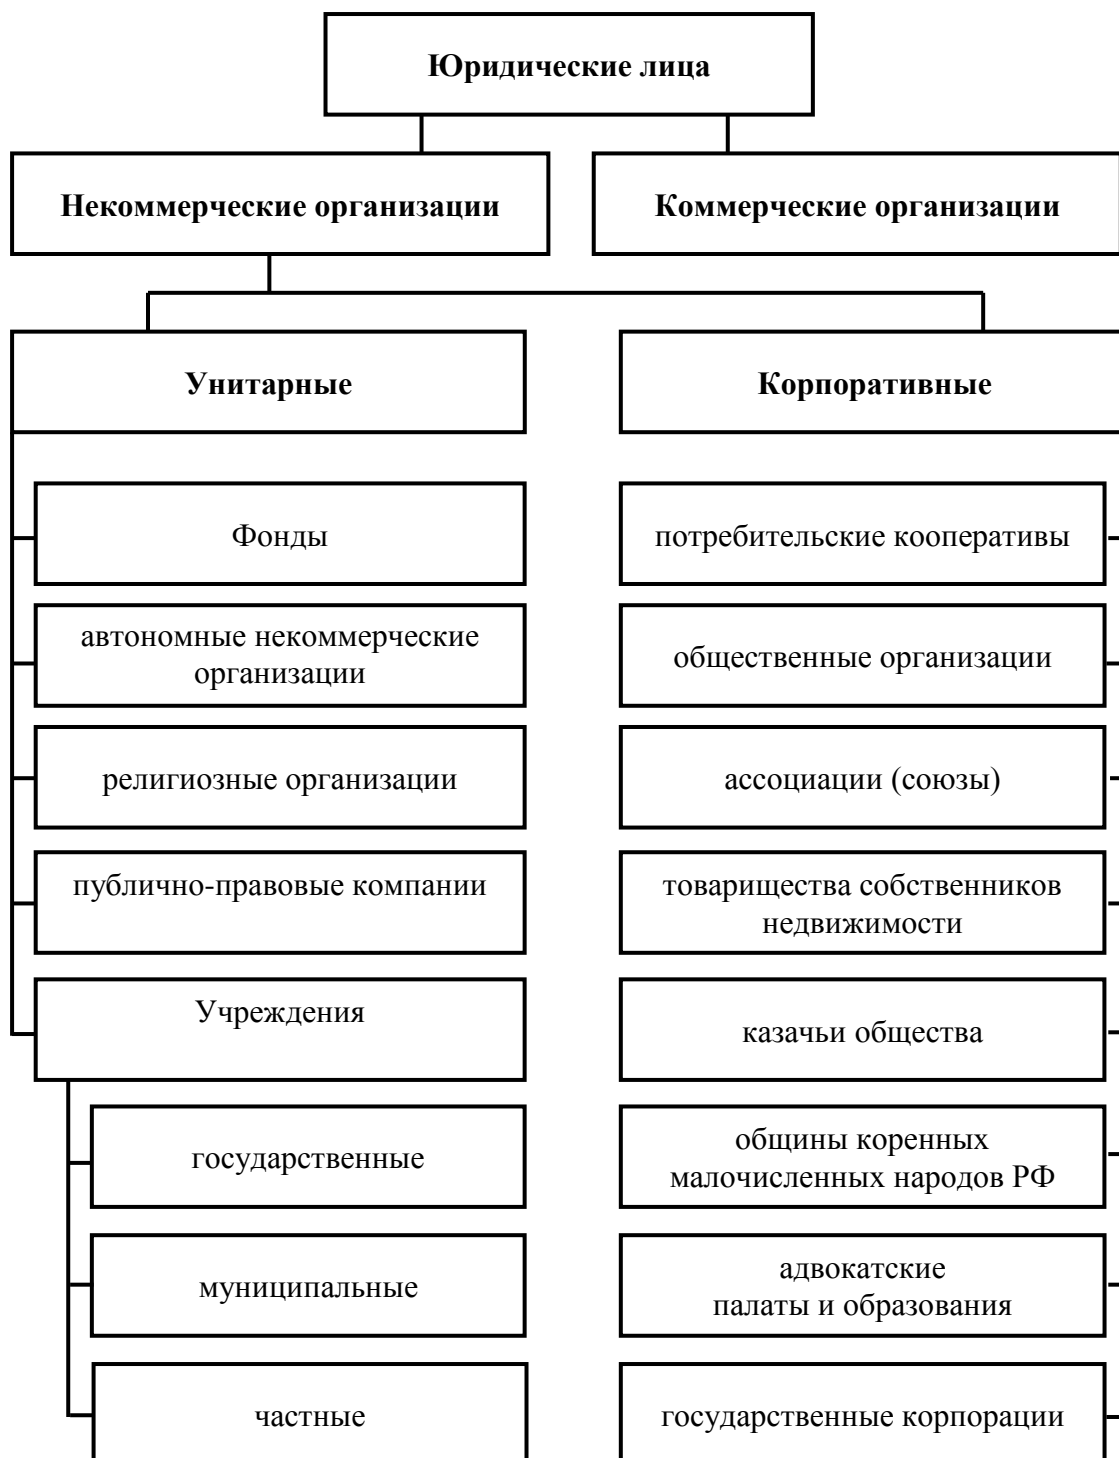 Юридические лица
Некоммерческие организации
Коммерческие организации
Унитарные
Корпоративные
Фонды
потребительские кооперативы
автономные некоммерческие
организации
общественные организации
религиозные организации
ассоциации (союзы)
публично-правовые компании
товарищества собственников
недвижимости
Учреждения
казачьи общества
государственные
общины коренных
малочисленных народов РФ
муниципальные
адвокатские
палаты и образования
частные
государственные корпорации